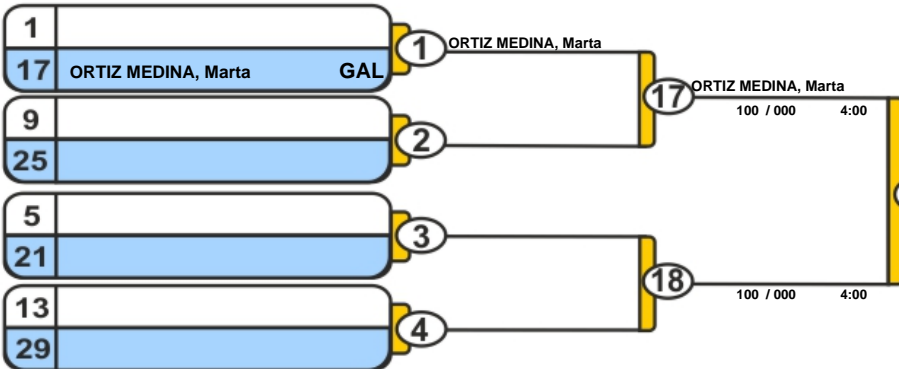 1
17 ORTIZ MEDINA, Marta GAL
1 ORTIZ MEDINA, Marta
9
25
2
17 ORTIZ MEDINA, Marta
100 / 000 4:00
5
21
3
13
29
4
18
100 / 000 4:00